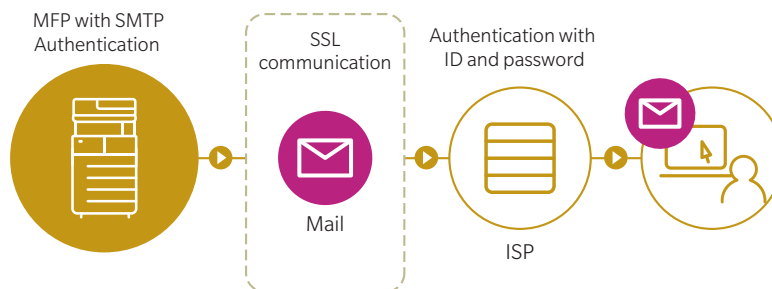 MFP with SMTP
Authentication
SSL
communication
Mail
Authentication with
ID and password
ISP